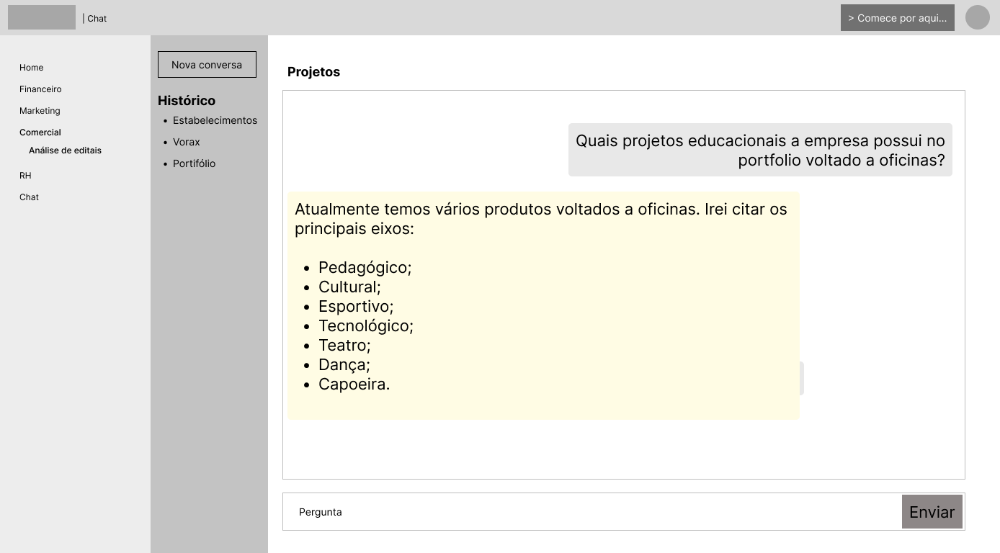 | Chat
> Comece por aqui...
Home
Financeiro
Marketing
Comercial
Análise de editais
RH
Chat
Nova conversa
Histórico
• Estabelecimentos
• Vorax
• Portifólio
Projetos
Quais projetos educacionais a empresa possui no
portfolio voltado a oficinas?
Atualmente temos vários produtos voltados a oficinas. Irei citar os
principais eixos:
• Pedagógico;
• Cultural;
• Esportivo;
• Tecnológico;
• Teatro;
• Dança;
• Capoeira.
Pergunta
Enviar